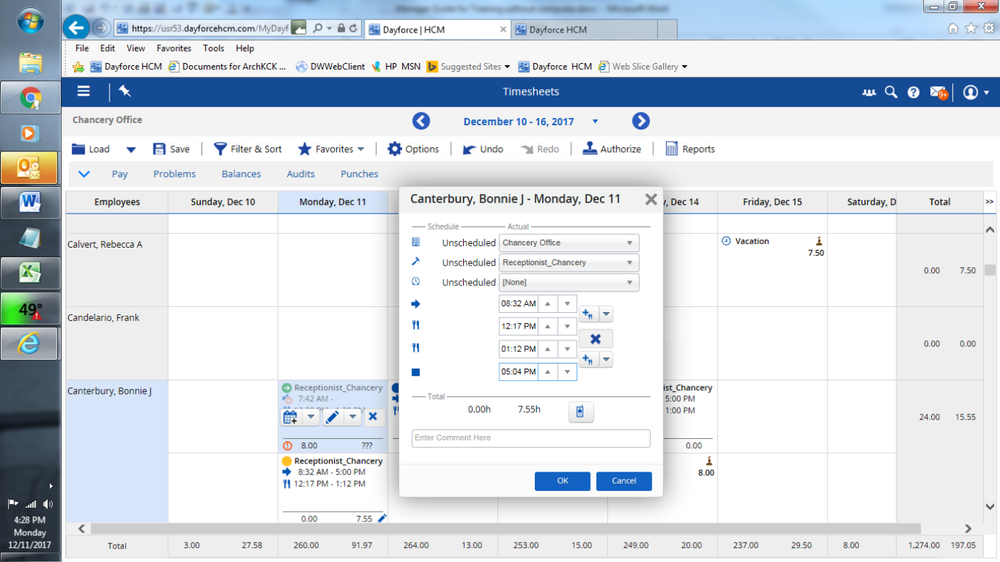 Manager Guide for Training without computer.docx - Microsoft Word
https://usr53.dayforcehcm.com/MyDayf
Dayforce | HCM
Dayforce HCM
File Edit View Favorites Tools Help
Dayforce HCM Documents for ArchKCK ... DWWebClient HP MSN Suggested Sites Dayforce HCM Web Slice Gallery
Timesheets
9+
Chancery Office
December 10 - 16, 2017
Load Save Filter & Sort Favorites Options Undo Redo Authorize Reports
Pay Problems Balances Audits Punches
Employees Sunday, Dec 10 Monday, Dec 11 , Dec 14 Friday, Dec 15 Saturday, D Total >>
Calvert, Rebecca A
Vacation
7.50
0.00 7.50
Candelario, Frank
0.00 0.00
Canterbury, Bonnie J
Receptionist_Chancery
7:42 AM -
8.00 ???
Receptionist_Chancery
8:32 AM - 5:00 PM
12:17 PM - 1:12 PM
0.00 7.55
ist_Chancery
5:00 PM
1:00 PM
0.00
8.00
24.00 15.55
Canterbury, Bonnie J - Monday, Dec 11
Schedule Actual
Unscheduled Chancery Office
Unscheduled Receptionist_Chancery
Unscheduled [None]
08:32 AM
12:17 PM
01:12 PM
05:04 PM
Total
0.00h 7.55h
Enter Comment Here
OK Cancel
Total 3.00 27.58 260.00 91.97 264.00 13.00 253.00 15.00 249.00 20.00 237.00 29.50 8.00 1,274.00 197.05
49°
4:28 PM
Monday
12/11/2017